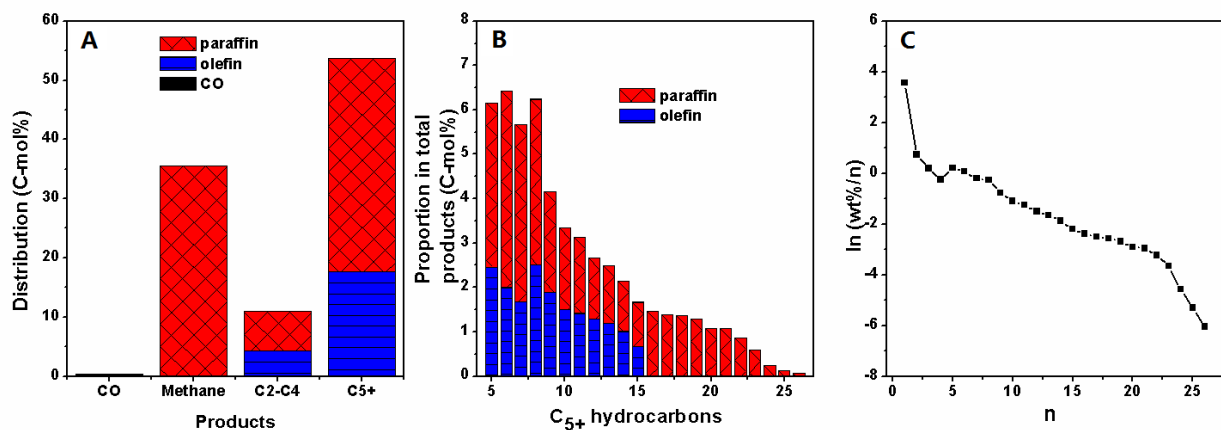 A
paraffin
olefin
CO
60
50
40
30
20
10
0
Distribution (C-mol%)
CO Methane C2-C4 C5+
Products
B
paraffin
olefin
8
7
6
5
4
3
2
1
0
Proportion in total
products (C-mol%)
5 10 15 20 25
C5+ hydrocarbons
C
6
4
2
0
-2
-4
-6
-8
ln (wt%/n)
0 5 10 15 20 25
n